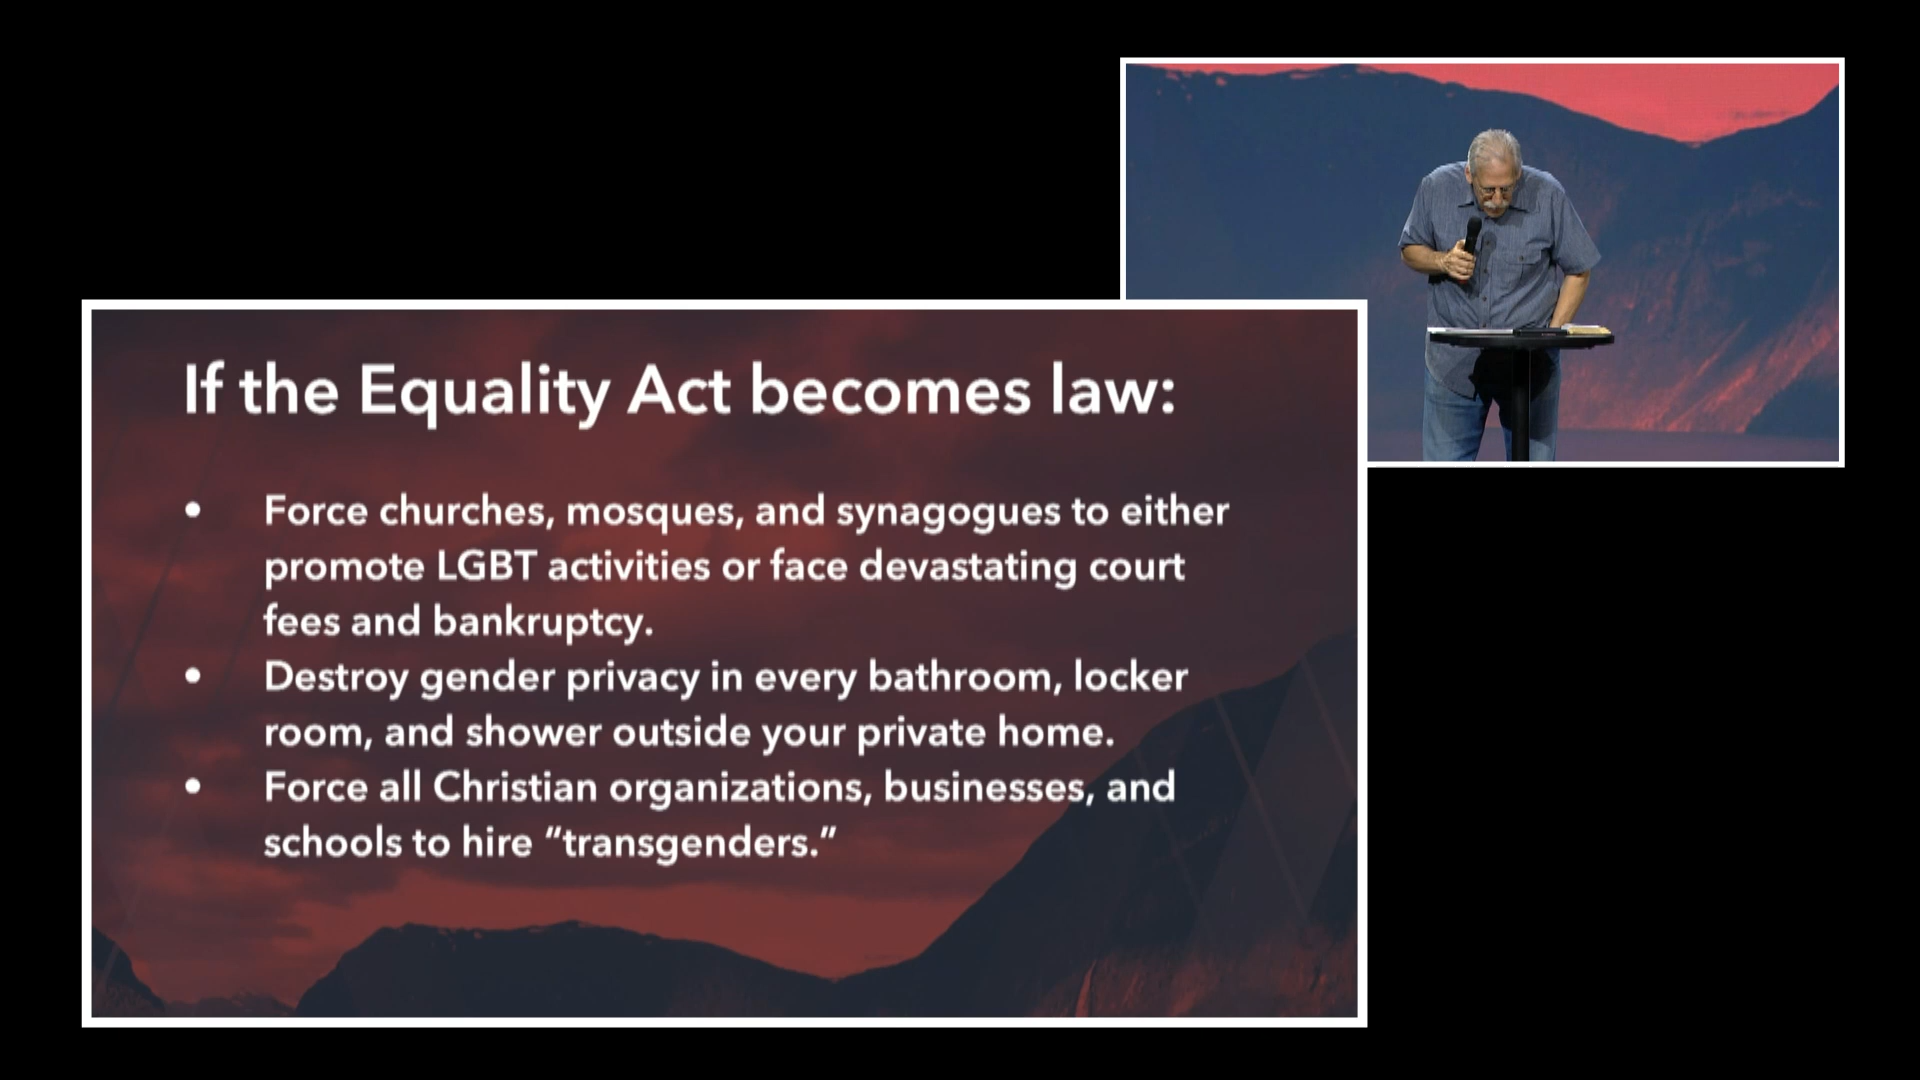 If the Equality Act becomes law:
• Force churches, mosques, and synagogues to either
promote LGBT activities or face devastating court
fees and bankruptcy.
• Destroy gender privacy in every bathroom, locker
room, and shower outside your private home.
• Force all Christian organizations, businesses, and
schools to hire “transgenders.”